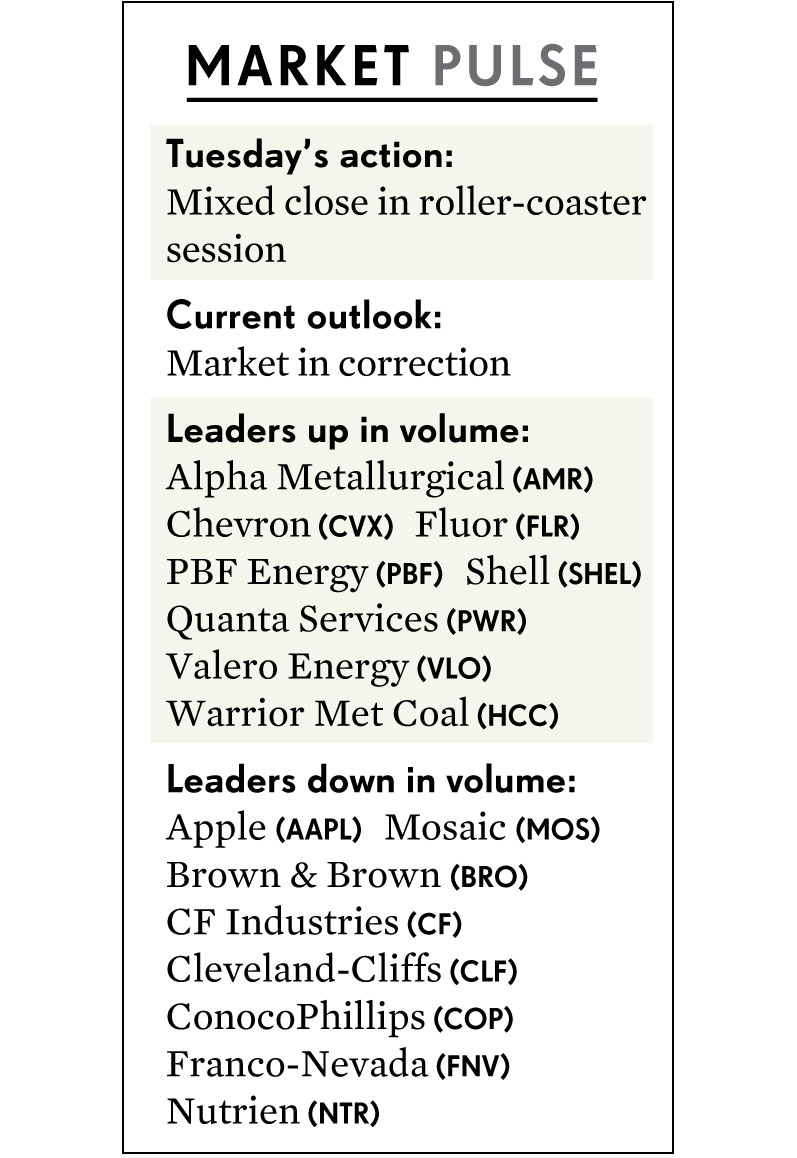 MARKET PULSE
Tuesday's action:
Mixed close in roller-coaster
session
Current outlook:
Market in correction
Leaders up in volume:
Alpha Metallurgical (AMR)
Chevron (CVX) Fluor (FLR)
PBF Energy (PBF) Shell (SHEL)
Quanta Services (PWR)
Valero Energy (VLO)
Warrior Met Coal (HCC)
Leaders down in volume:
Apple (AAPL) Mosaic (MOS)
Brown & Brown (BRO)
CF Industries (CF)
Cleveland-Cliffs (CLF)
ConocoPhillips (COP)
Franco-Nevada (FNV)
Nutrien (NTR)